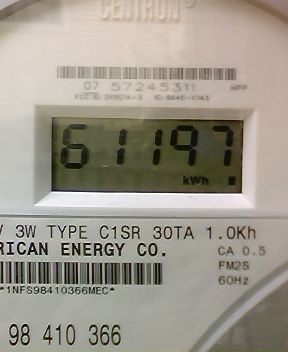 CENTRON
07 57245311
61197
kWh
V 3W TYPE C1SR 30TA 1.0Kh
RICAN ENERGY CO.
CA 0.5
FM2S
60Hz
*1NFS98410366MEC*
98 410 366